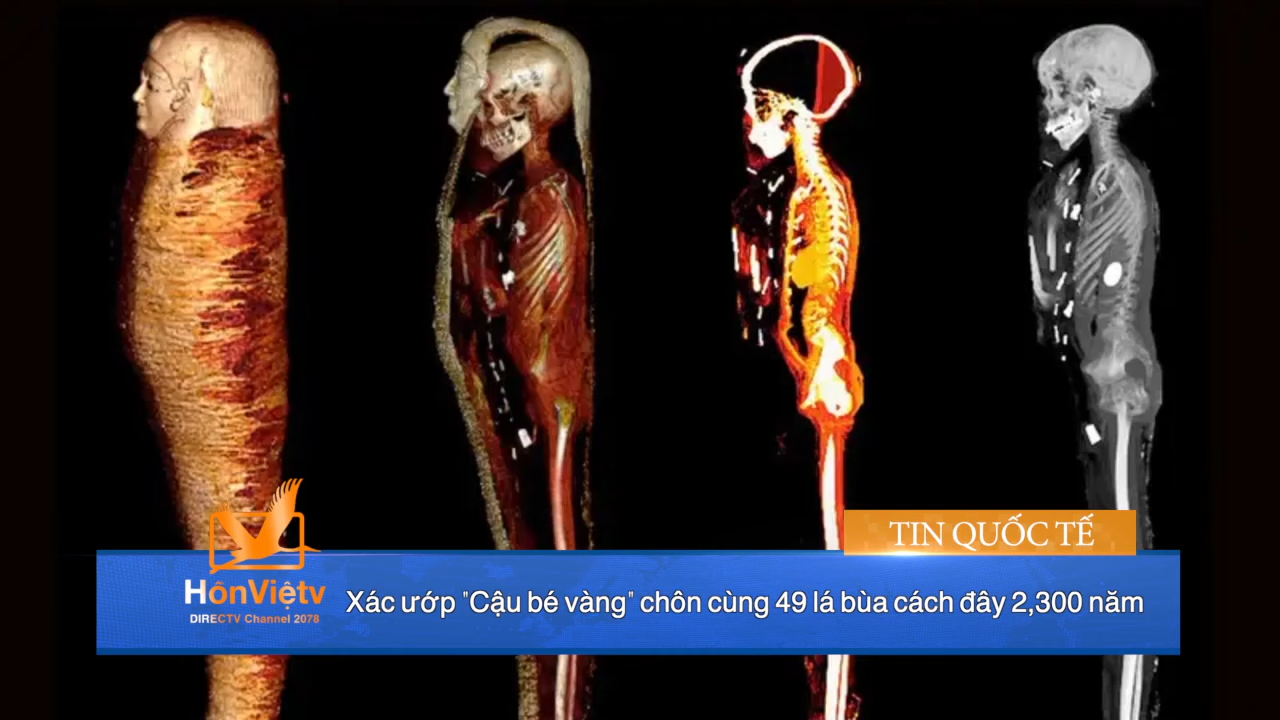 TIN QUỐC TẾ
HồnViệtv
DIRECTV Channel 2078
Xác ướp "Cậu bé vàng" chôn cùng 49 lá bùa cách đây 2,300 năm